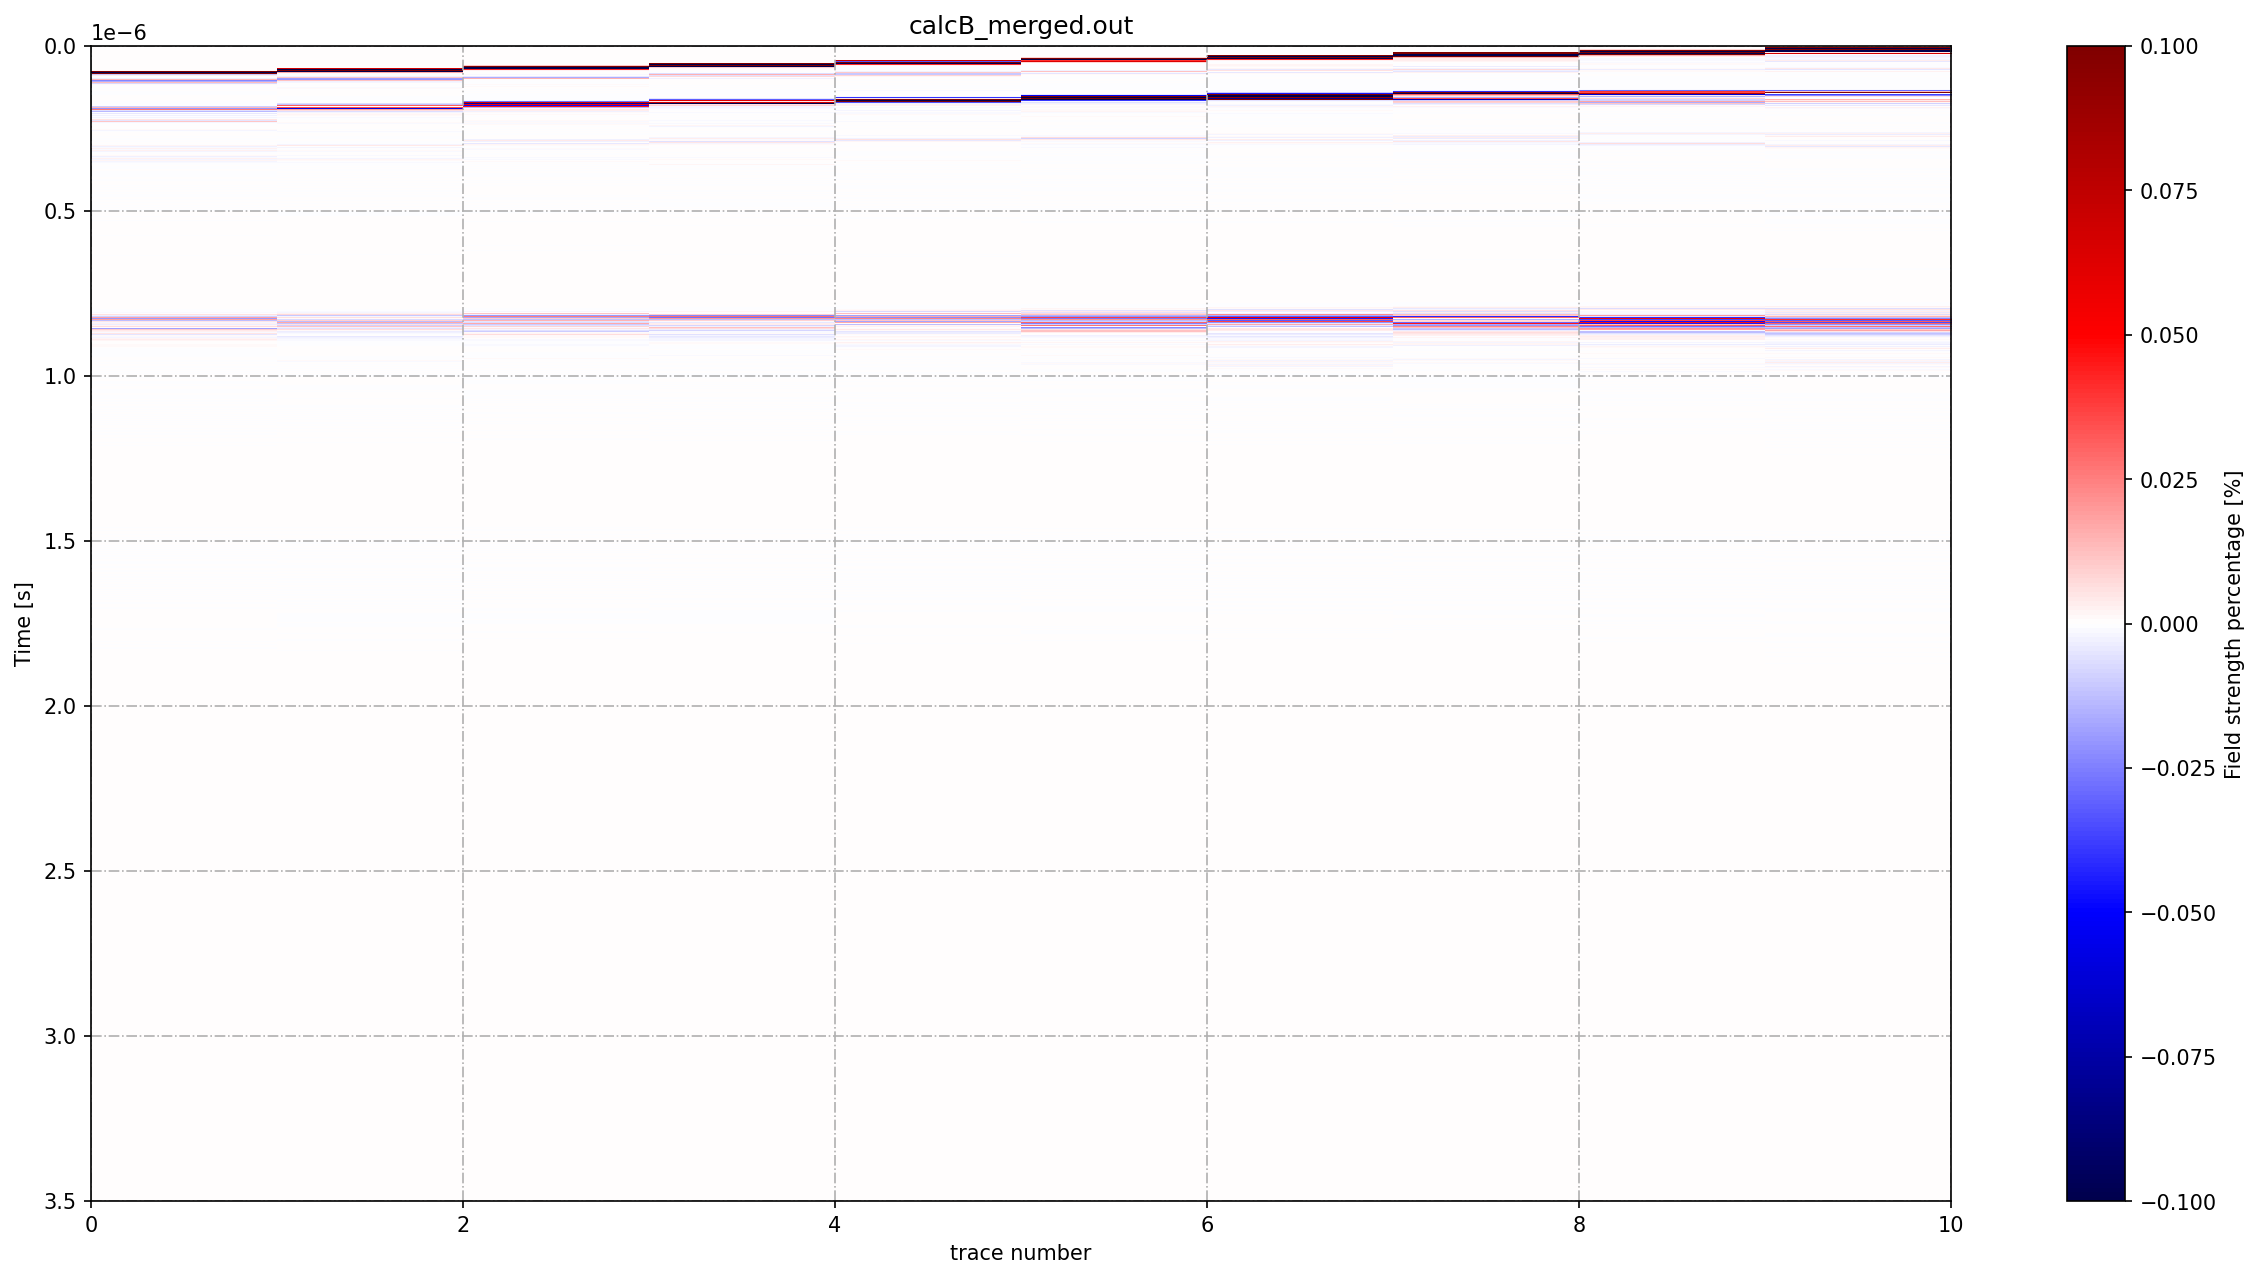 calcB_merged.out
1e−6
0.0
0.5
1.0
1.5
2.0
2.5
3.0
3.5
Time [s]
0 2 4 6 8 10
trace number
0.100
0.075
0.050
0.025
0.000
−0.025
−0.050
−0.075
−0.100
Field strength percentage [%]